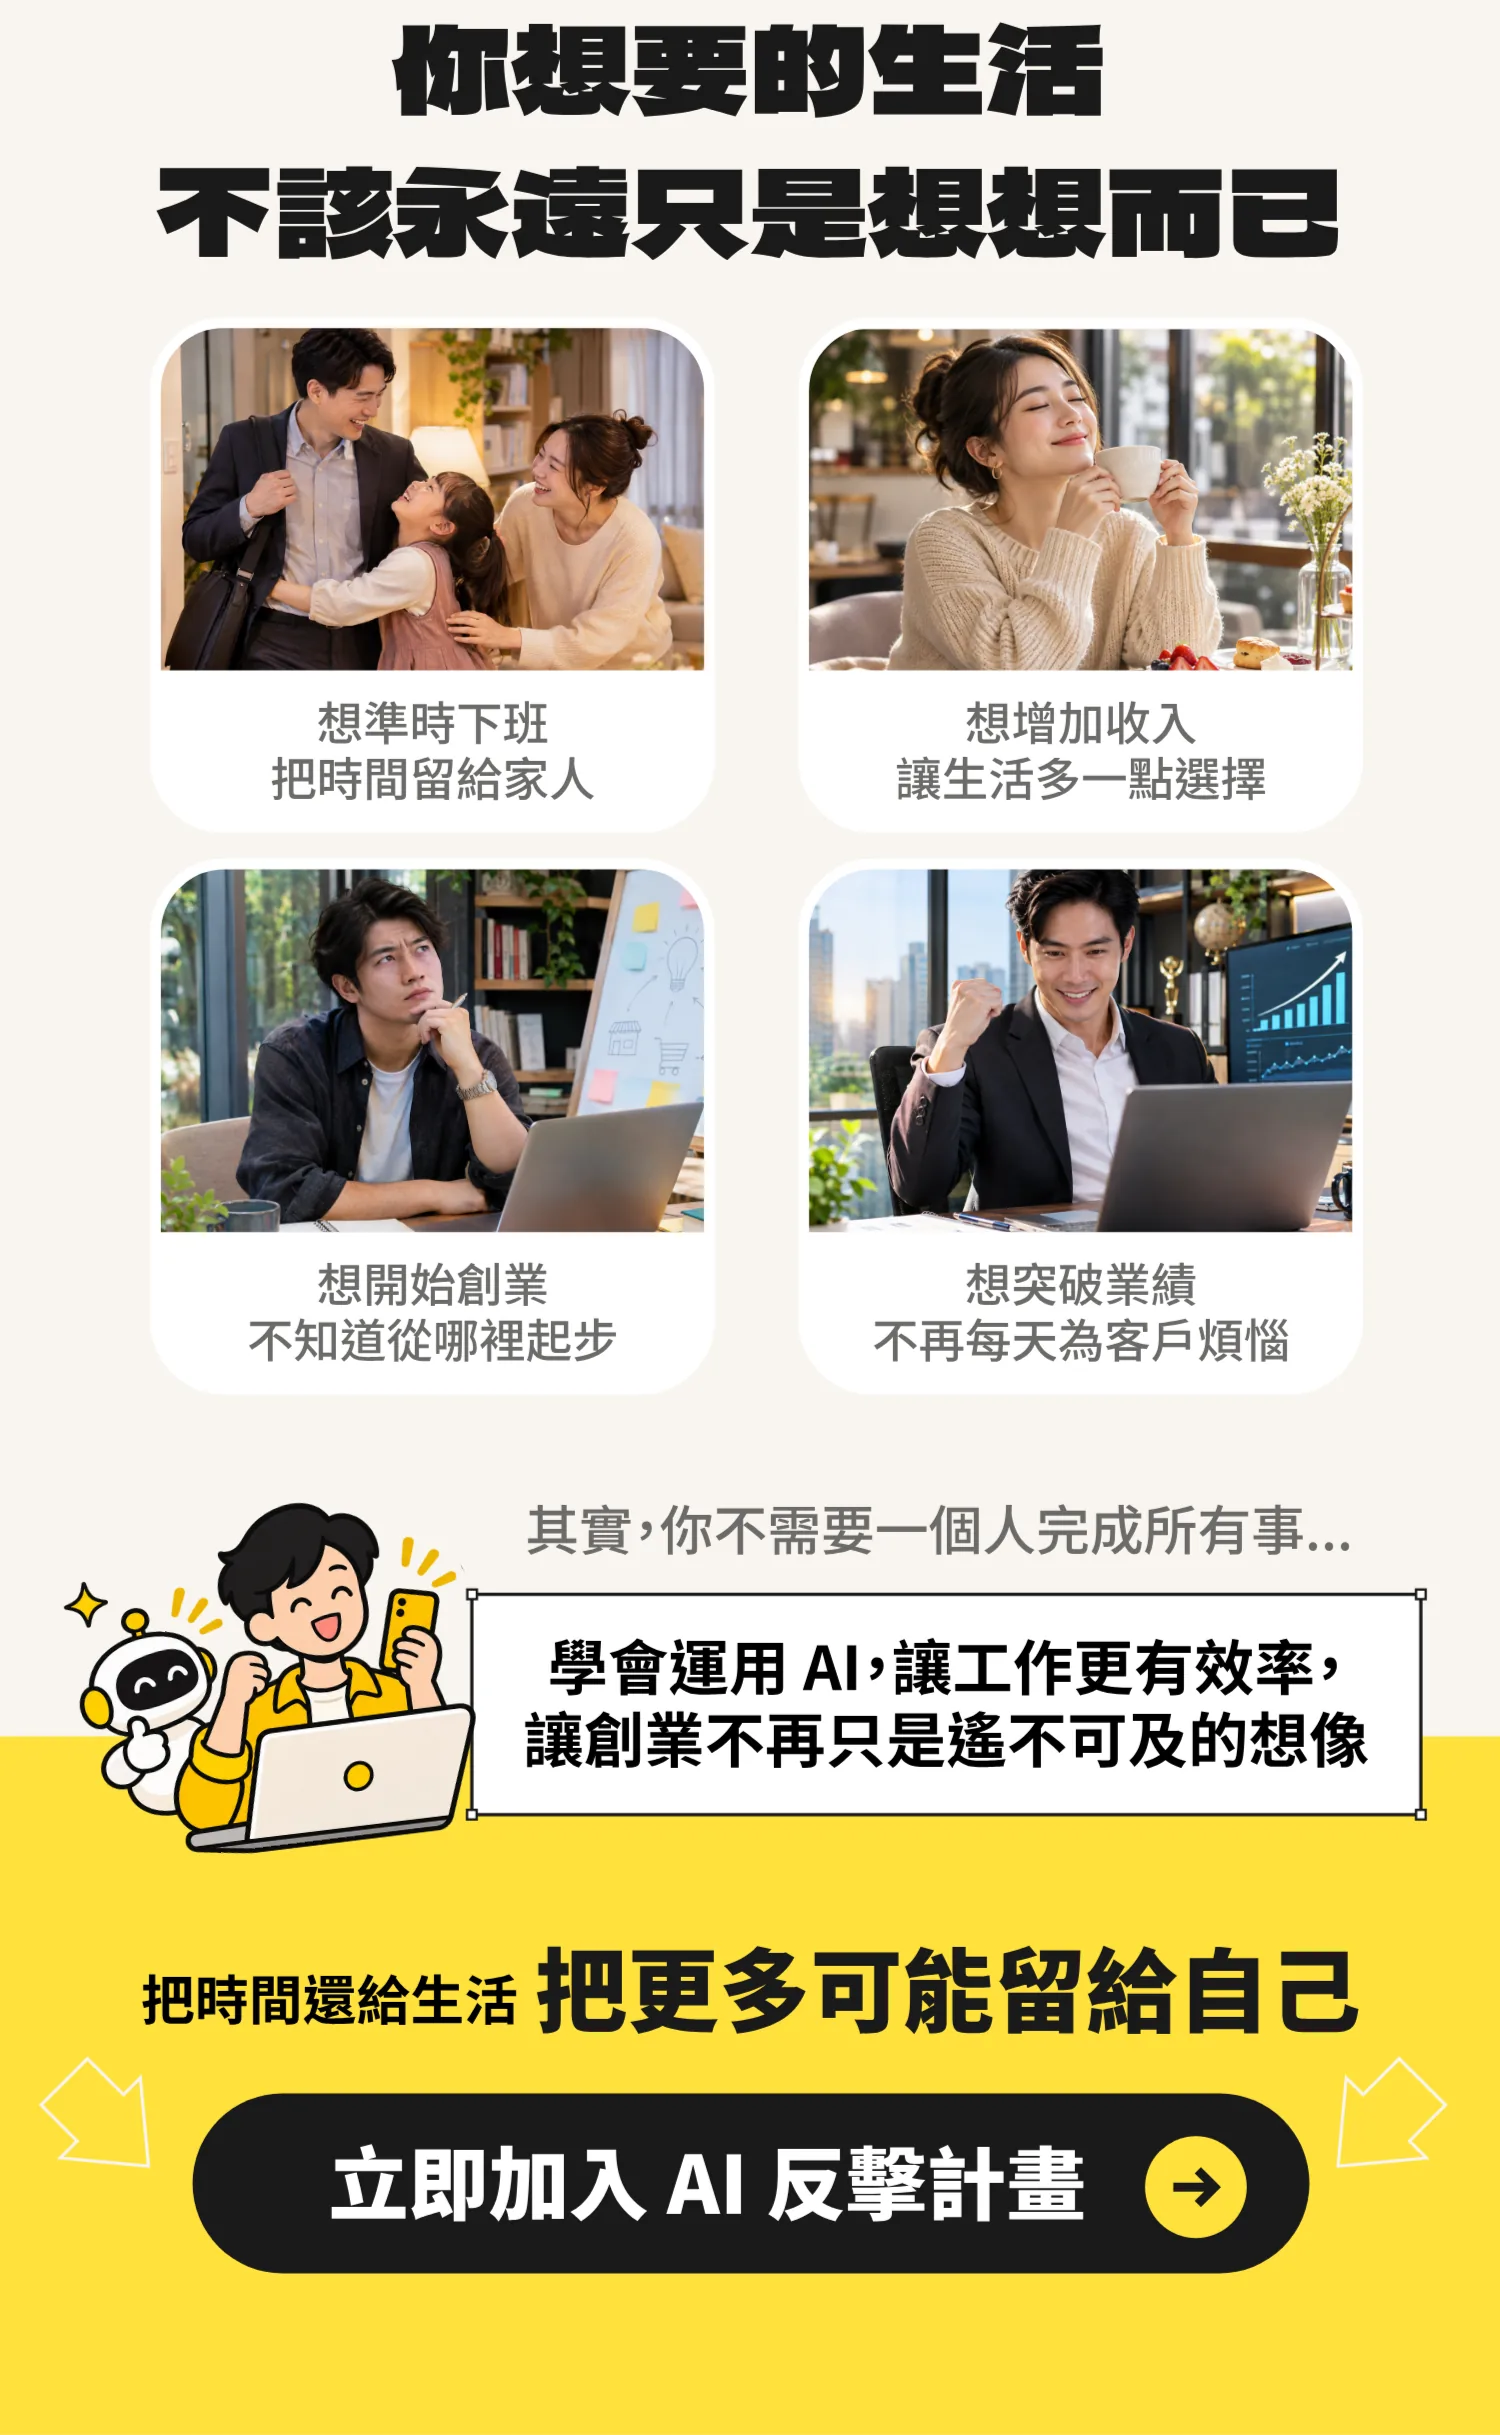 你想要的生活
不該永遠只是想想而已
想準時下班
把時間留給家人
想增加收入
讓生活多一點選擇
想開始創業
不知道從哪裡起步
想突破業績
不再每天為客戶煩惱
其實，你不需要一個人完成所有事...
學會運用 AI，讓工作更有效率，
讓創業不再只是遙不可及的想像
把時間還給生活 把更多可能留給自己
立即加入 AI 反擊計畫